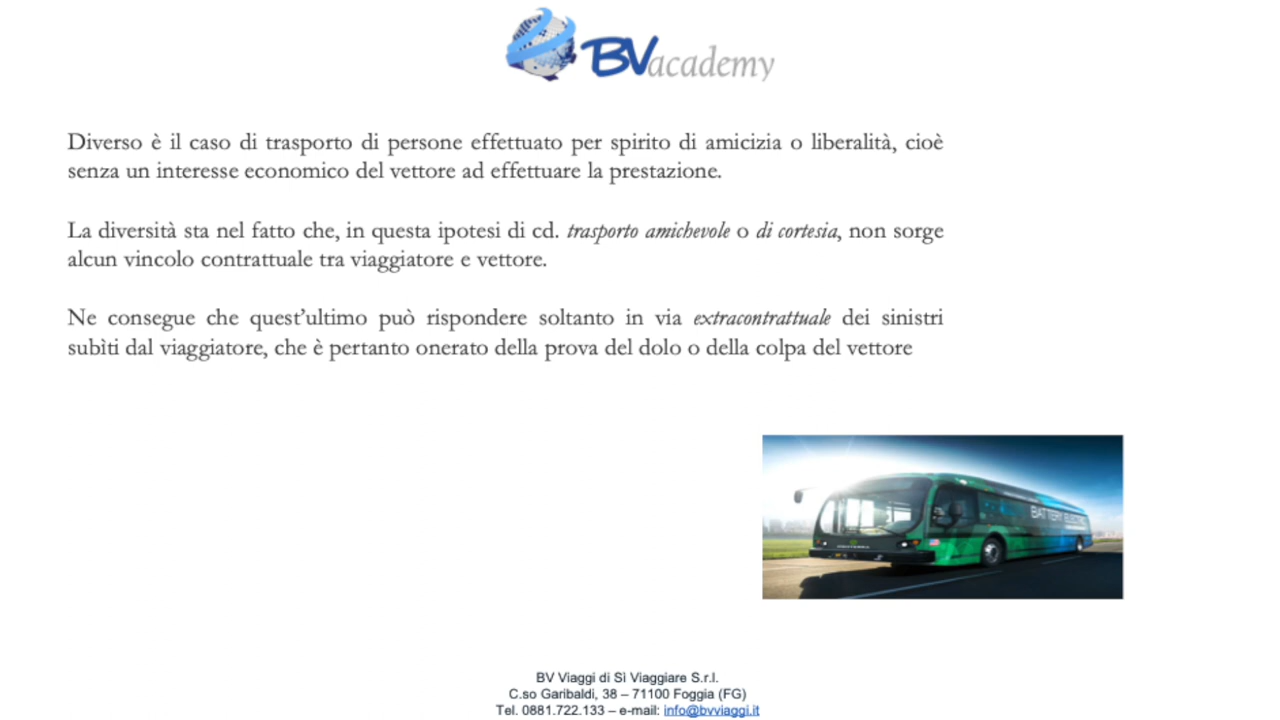 BVacademy
Diverso è il caso di trasporto di persone effettuato per spirito di amicizia o liberalità, cioè
senza un interesse economico del vettore ad effettuare la prestazione.
La diversità sta nel fatto che, in questa ipotesi di cd. trasporto amichevole o di cortesia, non sorge
alcun vincolo contrattuale tra viaggiatore e vettore.
Ne consegue che quest’ultimo può rispondere soltanto in via extracontrattuale dei sinistri
subìti dal viaggiatore, che è pertanto onerato della prova del dolo o della colpa del vettore
BATTERY
BV Viaggi di Sì Viaggiare S.r.l.
C.so Garibaldi, 38 – 71100 Foggia (FG)
Tel. 0881.722.133 – e-mail: info@bvviaggi.it